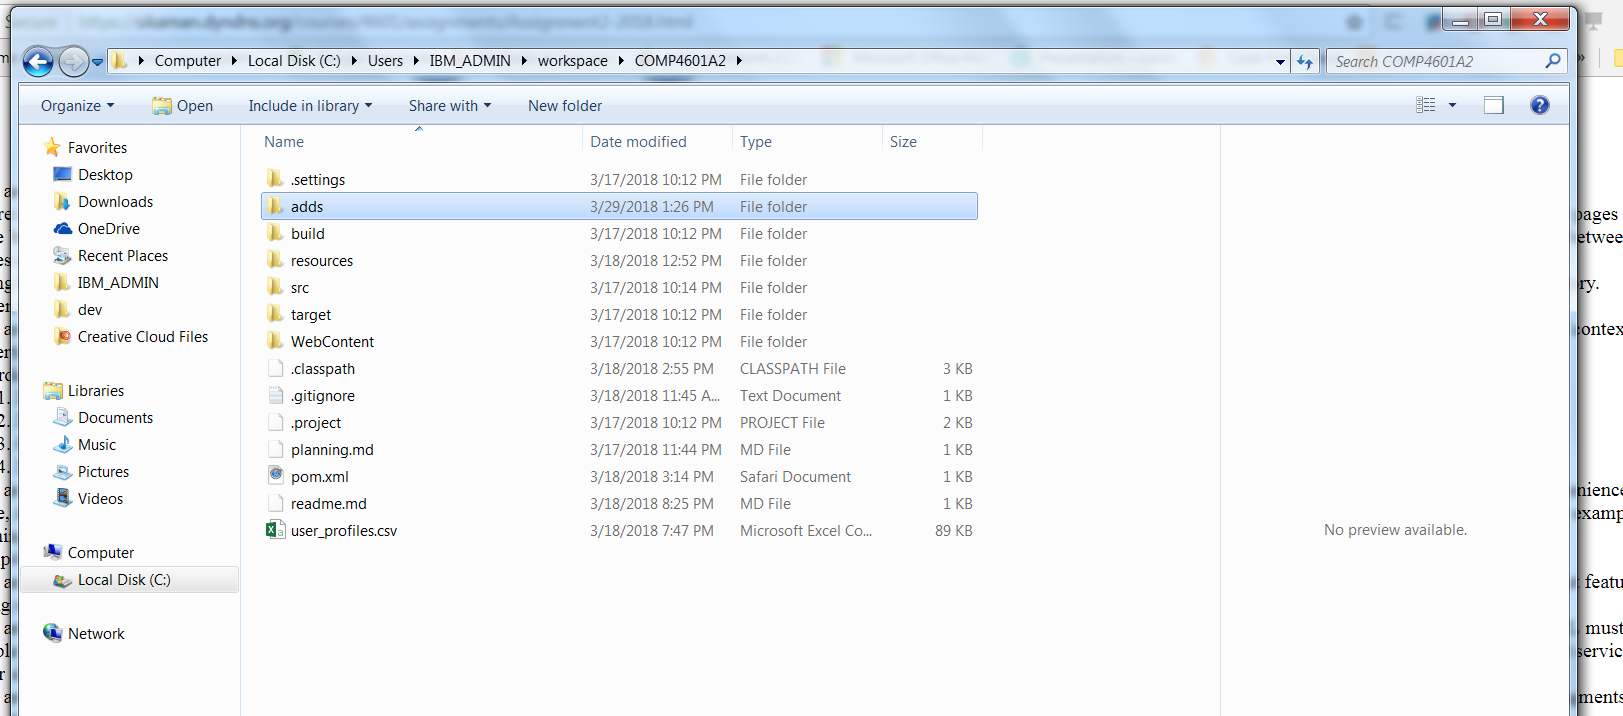 Computer Local Disk (C:) Users IBM_ADMIN workspace COMP4601A2 Search COMP4601A2
Organize Open Include in library Share with New folder
Name Date modified Type Size
Favorites
Desktop
Downloads
OneDrive
Recent Places
IBM_ADMIN
dev
Creative Cloud Files
Libraries
Documents
Music
Pictures
Videos
Computer
Local Disk (C:)
Network
.settings 3/17/2018 10:12 PM File folder
adds 3/29/2018 1:26 PM File folder
build 3/17/2018 10:12 PM File folder
resources 3/18/2018 12:52 PM File folder
src 3/17/2018 10:14 PM File folder
target 3/17/2018 10:12 PM File folder
WebContent 3/17/2018 10:12 PM File folder
.classpath 3/18/2018 2:55 PM CLASSPATH File 3 KB
.gitignore 3/18/2018 11:45 A... Text Document 1 KB
.project 3/17/2018 10:12 PM PROJECT File 2 KB
planning.md 3/17/2018 11:44 PM MD File 1 KB
pom.xml 3/18/2018 3:14 PM Safari Document 1 KB
readme.md 3/18/2018 8:25 PM MD File 1 KB
user_profiles.csv 3/18/2018 7:47 PM Microsoft Excel Co... 89 KB
No preview available.
pages
ry.
must